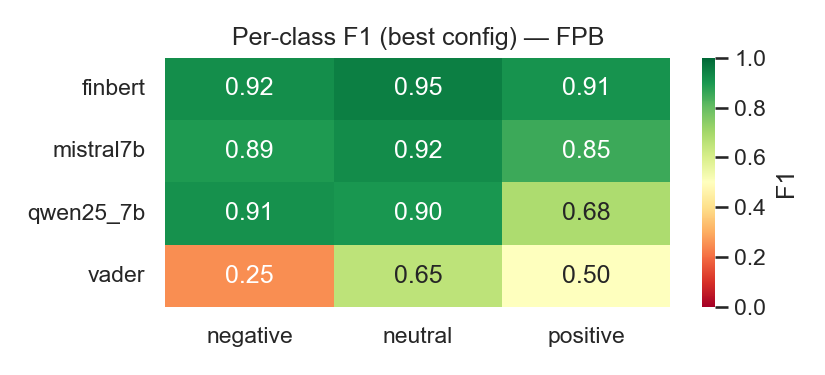 Per-class F1 (best config) — FPB
finbert 0.92 0.95 0.91
mistral7b 0.89 0.92 0.85
qwen25_7b 0.91 0.90 0.68
vader 0.25 0.65 0.50
negative neutral positive
1.0
0.8
0.6
0.4
0.2
0.0
F1